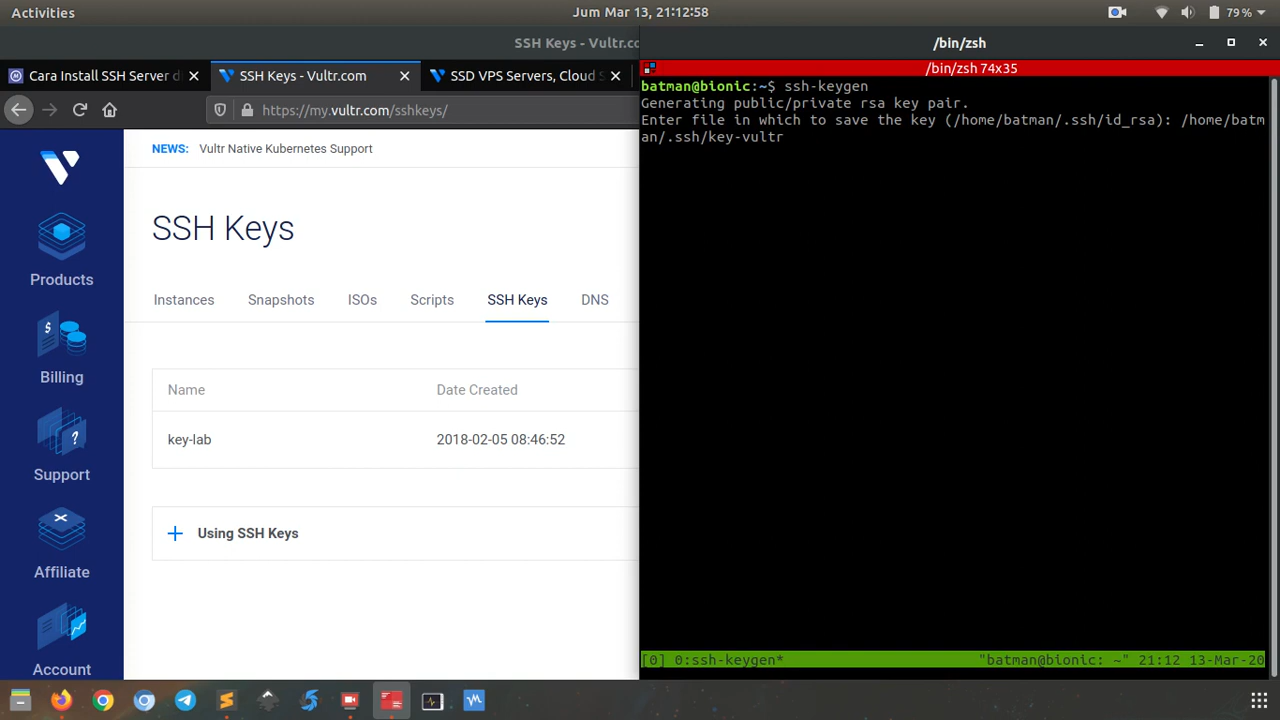 Activities
Jum Mar 13, 21:12:58
79 %
SSH Keys - Vultr.co
/bin/zsh
Cara Install SSH Server d
SSH Keys - Vultr.com
SSD VPS Servers, Cloud S
/bin/zsh 74x35
https://my.vultr.com/sshkeys/
batman@bionic:~$ ssh-keygen
Generating public/private rsa key pair.
Enter file in which to save the key (/home/batman/.ssh/id_rsa): /home/batm
an/.ssh/key-vultr
NEWS: Vultr Native Kubernetes Support
SSH Keys
Products
Billing
Support
Affiliate
Account
Instances
Snapshots
ISOs
Scripts
SSH Keys
DNS
Name
Date Created
key-lab
2018-02-05 08:46:52
Using SSH Keys
[0] 0:ssh-keygen*
"batman@bionic: ~" 21:12 13-Mar-20